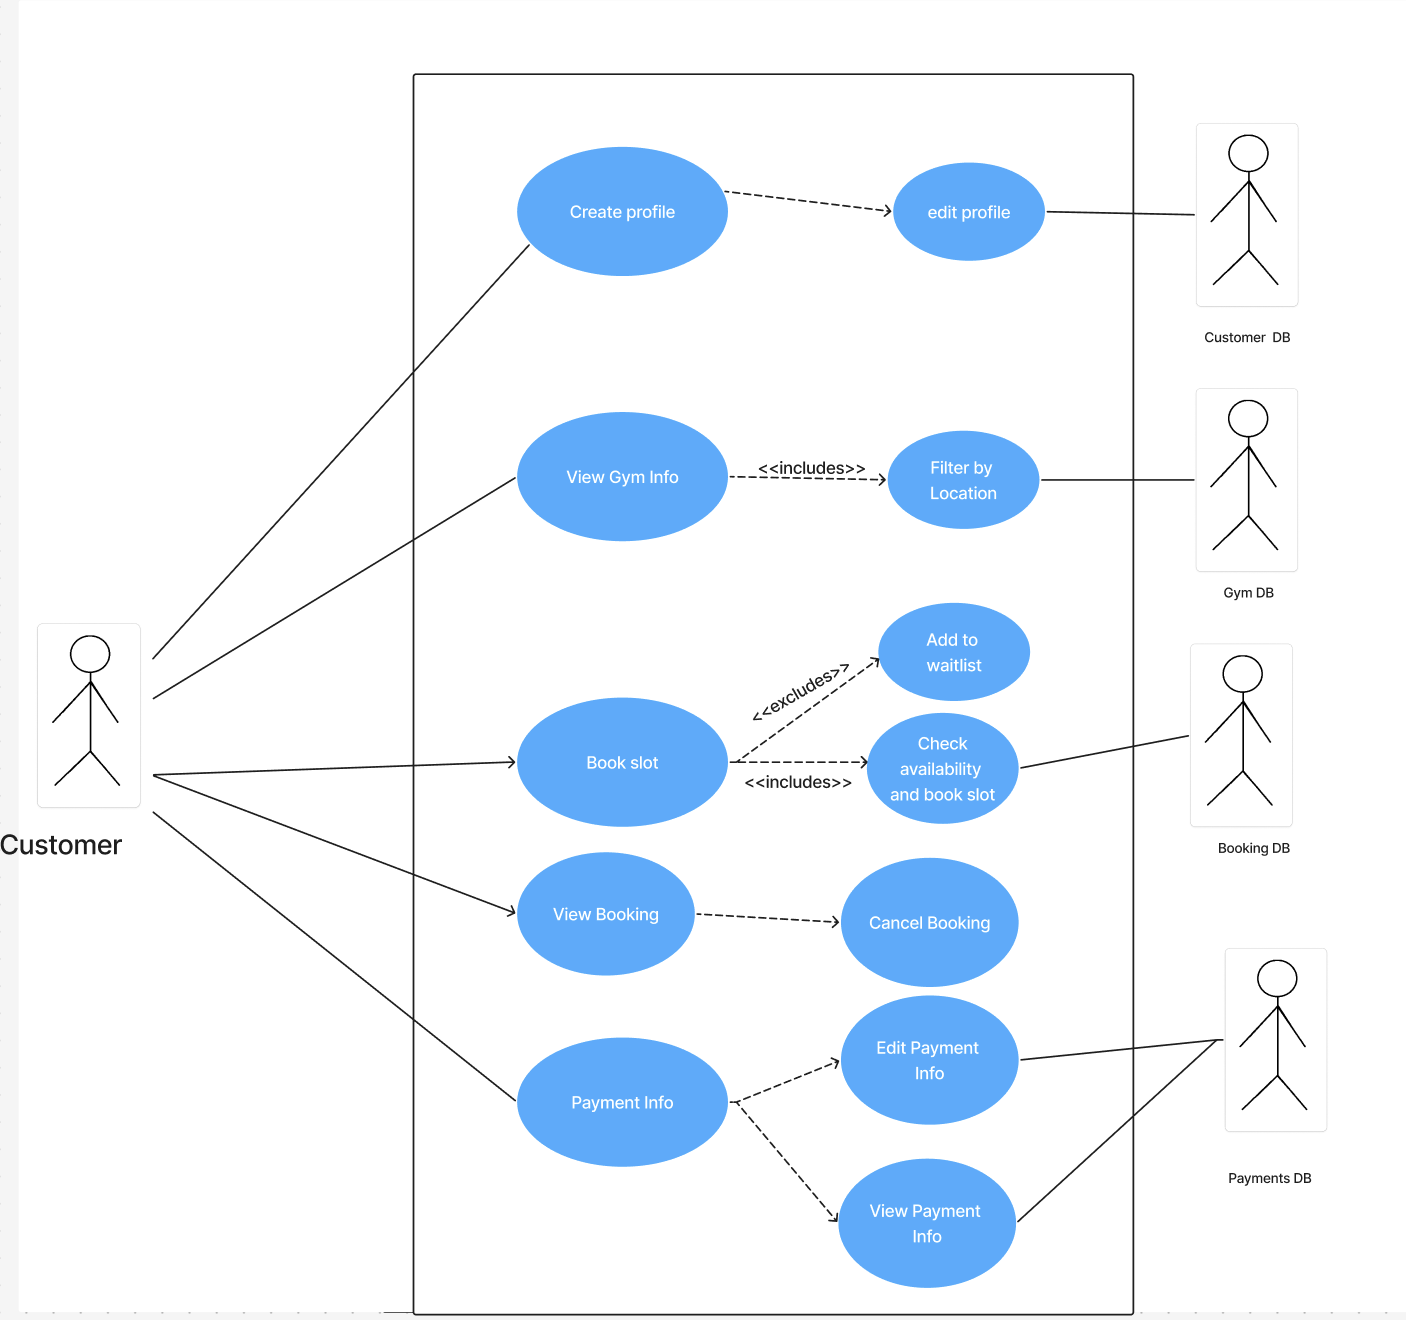 Create profile
edit profile
Customer  DB
View Gym Info
<<includes>>
Filter by
Location
Gym DB
Add to
waitlist
<<excludes>>
Book slot
<<includes>>
Check
availability
and book slot
Booking DB
Customer
View Booking
Cancel Booking
Payment Info
Edit Payment
Info
View Payment
Info
Payments DB